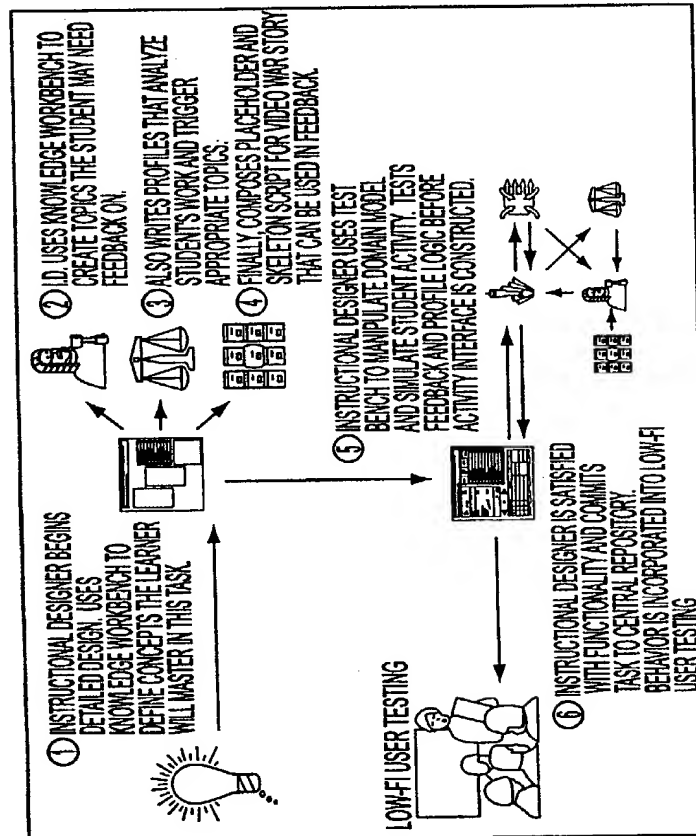 ① INSTRUCTIONAL DESIGNER BEGINS
DETAILED DESIGN. USES
KNOWLEDGE WORKBENCH TO
DEFINE CONCEPTS THE LEARNER
WILL MASTER IN THIS TASK.
② I.D. USES KNOWLEDGE WORKBENCH TO
CREATE TOPICS THE STUDENT MAY NEED
FEEDBACK ON.
③ ALSO WRITES PROFILES THAT ANALYZE
STUDENT'S WORK AND TRIGGER
APPROPRIATE TOPICS.
④ FINALLY, COMPOSES PLACEHOLDER AND
SKELETON SCRIPT FOR VIDEO WAR STORY
THAT CAN BE USED IN FEEDBACK.
⑤ INSTRUCTIONAL DESIGNER USES TEST
BENCH TO MANIPULATE DOMAIN MODEL
AND SIMULATE STUDENT ACTIVITY. TESTS
FEEDBACK AND PROFILE LOGIC BEFORE
ACTIVITY INTERFACE IS CONSTRUCTED.
LOW-FI USER TESTING
⑥ INSTRUCTIONAL DESIGNER IS SATISFIED
WITH FUNCTIONALITY AND COMMITS
TASK TO CENTRAL REPOSITORY.
BEHAVIOR IS INCORPORATED INTO LOW-FI
USER TESTING